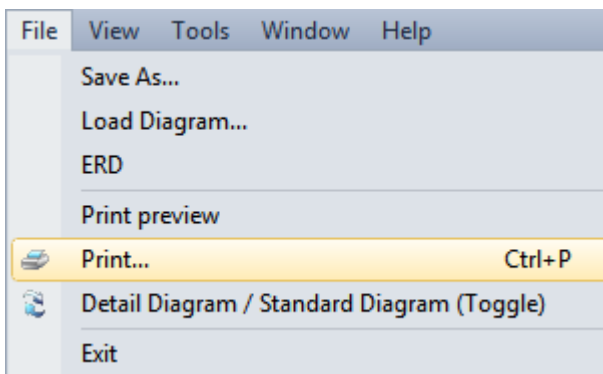 File View Tools Window Help
Save As...
Load Diagram...
ERD
Print preview
Print... Ctrl+P
Detail Diagram / Standard Diagram (Toggle)
Exit